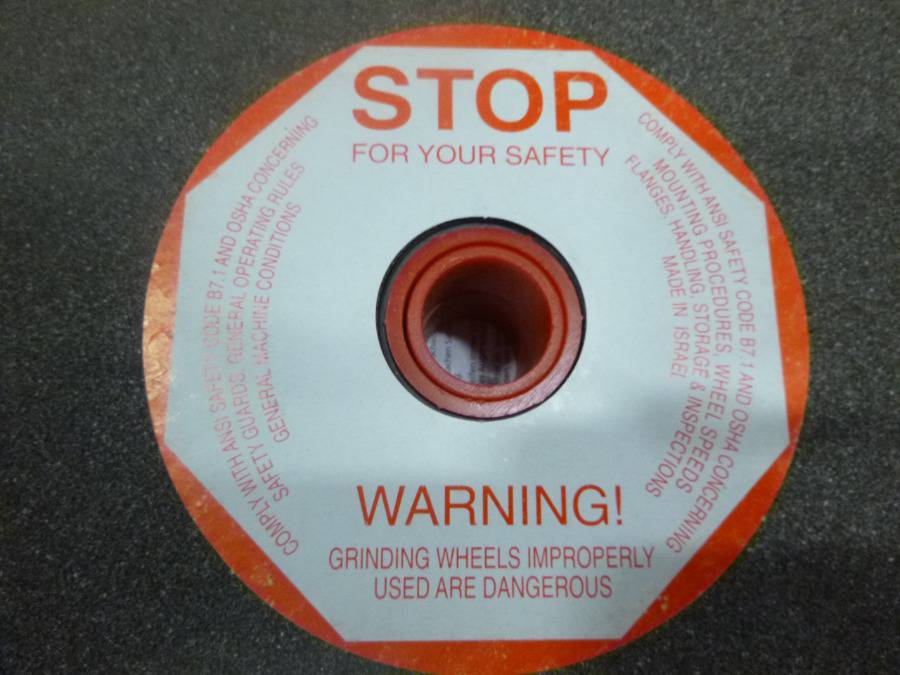 STOP
FOR YOUR SAFETY
COMPLY WITH ANSI SAFETY CODE B7.1 AND OSHA CONCERNING
SAFETY GUARDS, GENERAL OPERATING RULES
GENERAL MACHINE CONDITIONS
COMPLY WITH ANSI SAFETY CODE B7.1 AND OSHA CONCERNING
MOUNTING PROCEDURES, WHEEL SPEEDS
FLANGES, HANDLING, STORAGE & INSPECTIONS
MADE IN ISRAEL
WARNING!
GRINDING WHEELS IMPROPERLY
USED ARE DANGEROUS